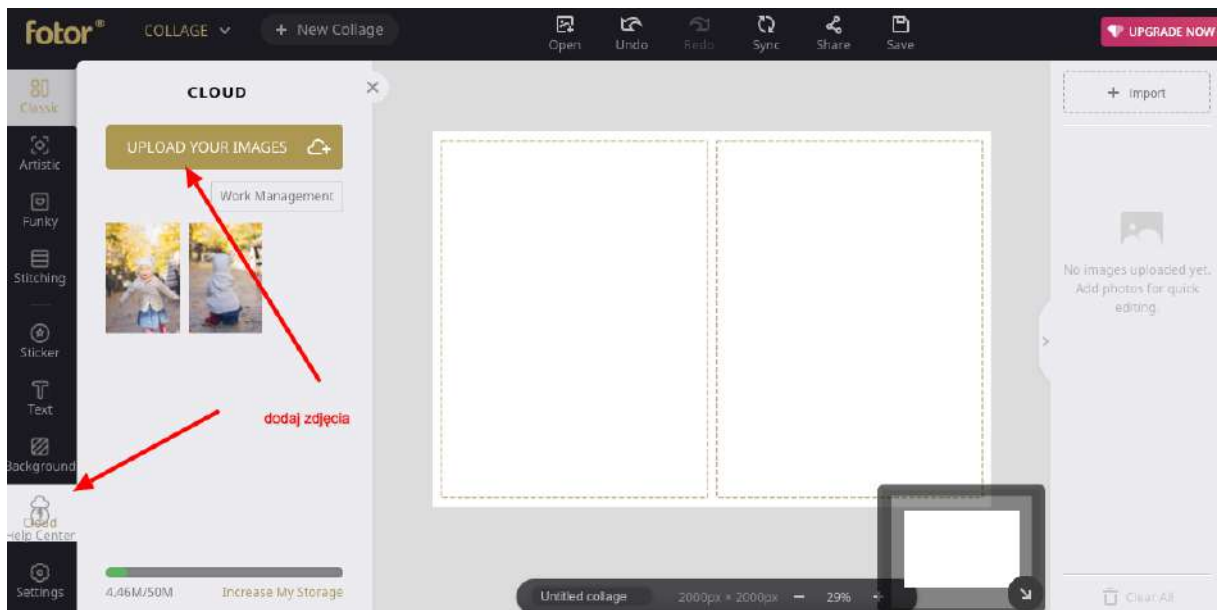 fotor®
COLLAGE
+ New Collage
Open
Undo
Redo
Sync
Share
Save
UPGRADE NOW
Classic
Artistic
Funky
Stitching
Sticker
Text
Background
Cloud
Help Center
Settings
CLOUD
UPLOAD YOUR IMAGES
Work Management
dodaj zdjęcia
4.46M/50M
Increase My Storage
Untitled collage
2000px × 2000px
29%
+ Import
No images uploaded yet.
Add photos for quick
editing.
Clear All